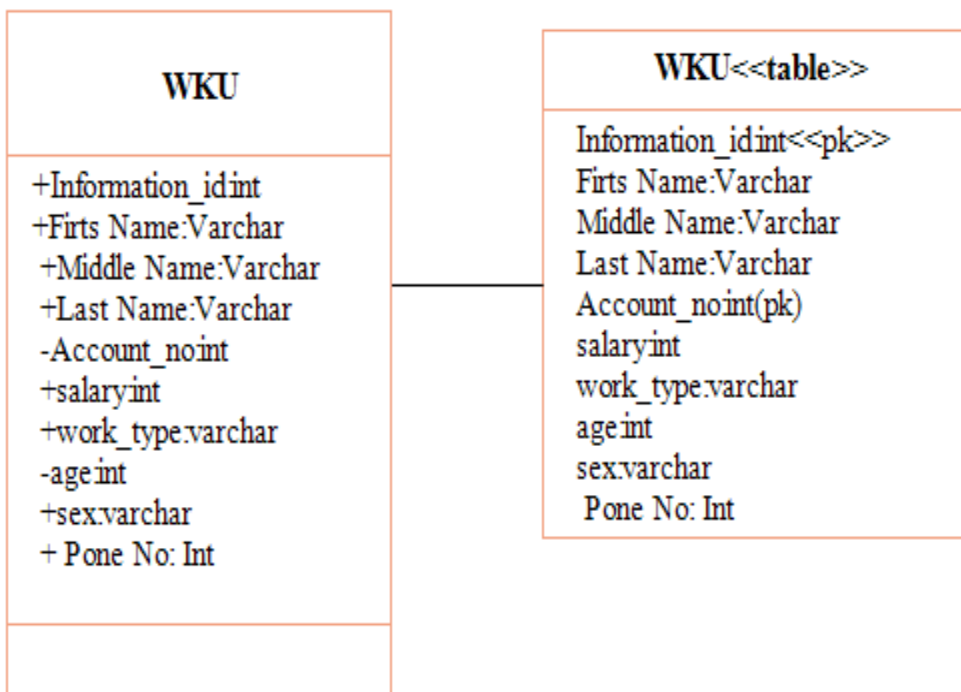 WKU
+Information_id:int
+Firts Name:Varchar
+Middle Name:Varchar
+Last Name:Varchar
-Account_no:int
+salary:int
+work_type:varchar
-age:int
+sex:varchar
+ Pone No: Int
WKU<<table>>
Information_id:int<<pk>>
Firts Name:Varchar
Middle Name:Varchar
Last Name:Varchar
Account_no:int(pk)
salary:int
work_type:varchar
age:int
sex:varchar
Pone No: Int